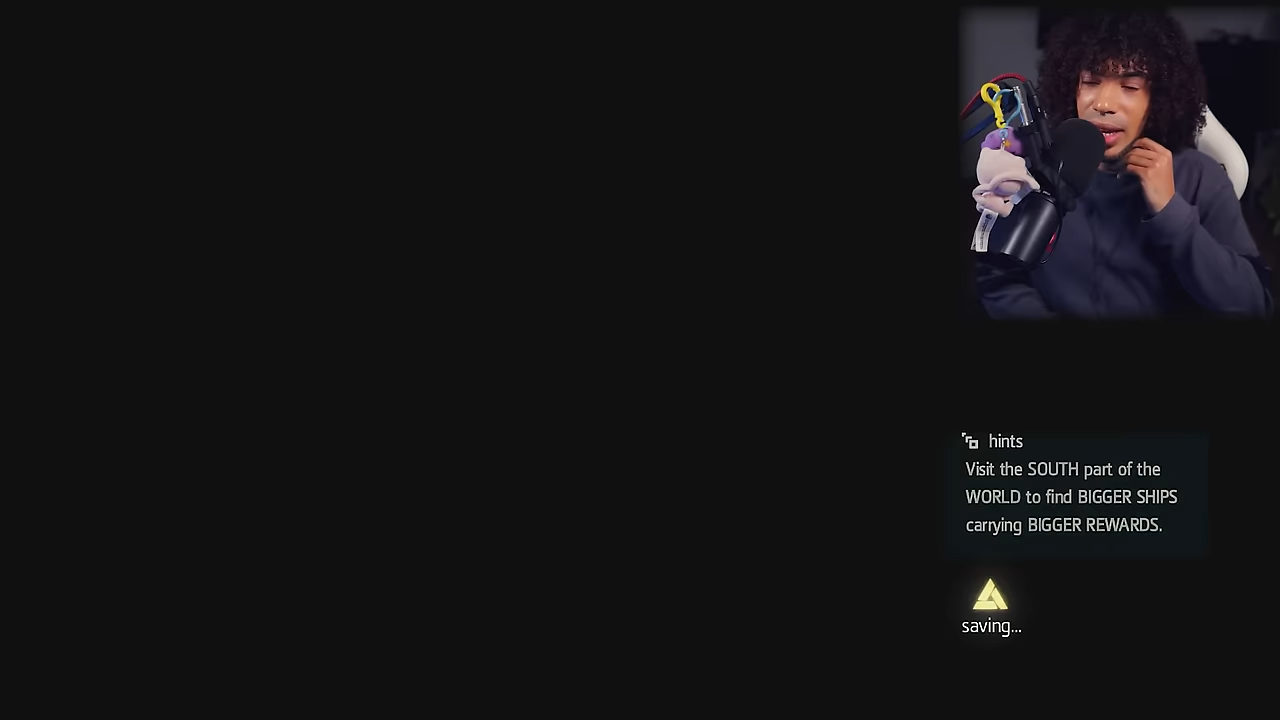 hints
Visit the SOUTH part of the
WORLD to find BIGGER SHIPS
carrying BIGGER REWARDS.
saving...